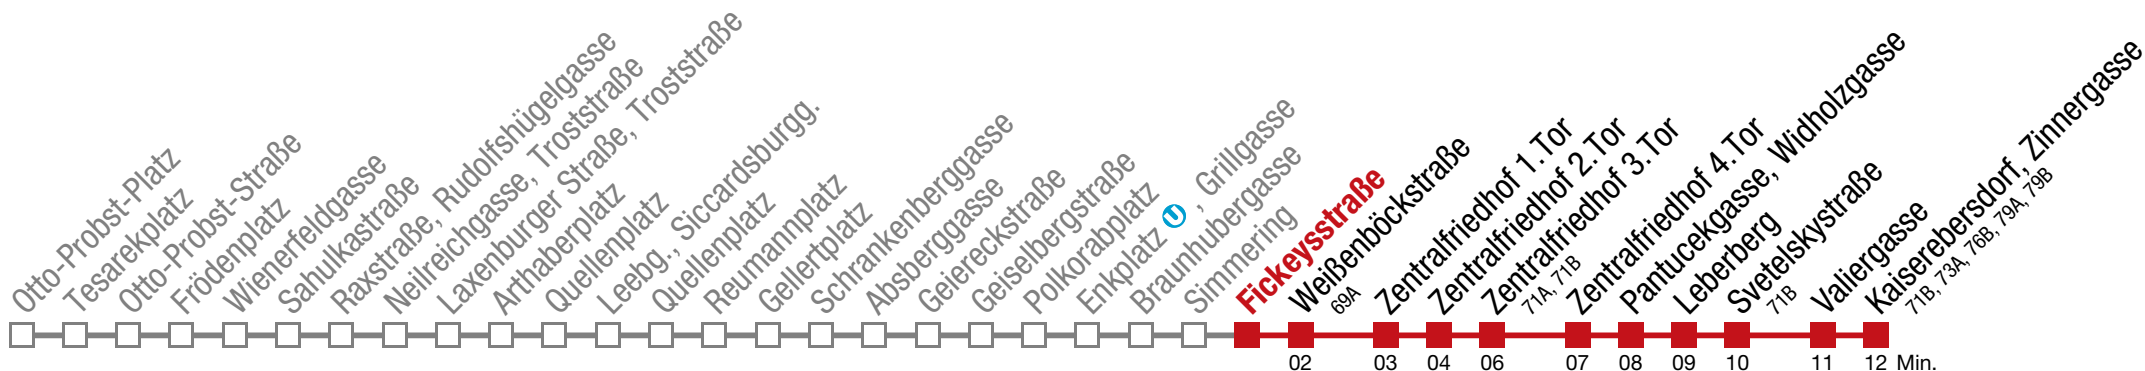 Otto-Probst-Platz
Tesarekplatz
Otto-Probst-Straße
Frödenplatz
Wienerfeldgasse
Sahulkastraße
Raxstraße, Rudolfshügelgasse
Neilreichgasse, Troststraße
Laxenburger Straße, Troststraße
Arthaberplatz
Quellenplatz
Leebg., Siccardsburgg.
Quellenplatz
Reumannplatz
Gellertplatz
Schrankenberggasse
Absberggasse
Geiereckstraße
Geiselbergstraße
Polkorabplatz
Enkplatz U , Grillgasse
Braunhubergasse
Simmering
Fickeysstraße
Weißenböckstraße
69A
Zentralfriedhof 1.Tor
Zentralfriedhof 2.Tor
Zentralfriedhof 3.Tor
71A, 71B
Zentralfriedhof 4.Tor
Pantucekgasse, Widholzgasse
Leberberg
Svetelskystraße
71B
Valiergasse
Kaiserebersdorf, Zinnergasse
71B, 73A, 76B, 79A, 79B
02 03 04 06 07 08 09 10 11 12 Min.